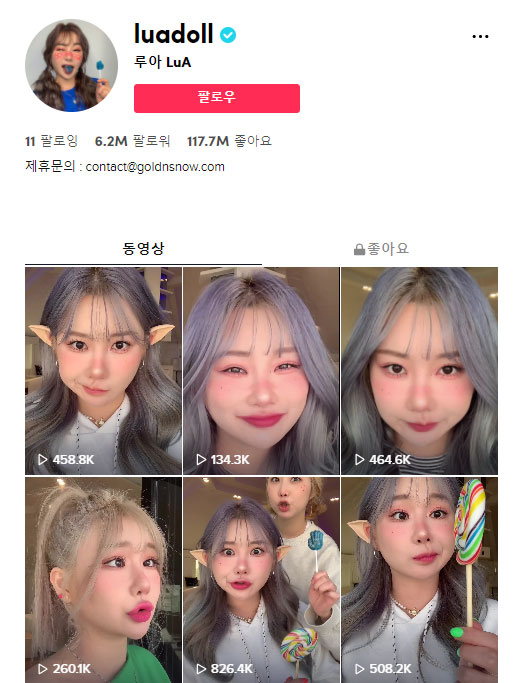 luadoll
루아 LuA
팔로우
11 팔로잉 6.2M 팔로워 117.7M 좋아요
제휴문의 : contact@goldnsnow.com
동영상 좋아요
458.8K 134.3K 464.6K
260.1K 826.4K 508.2K